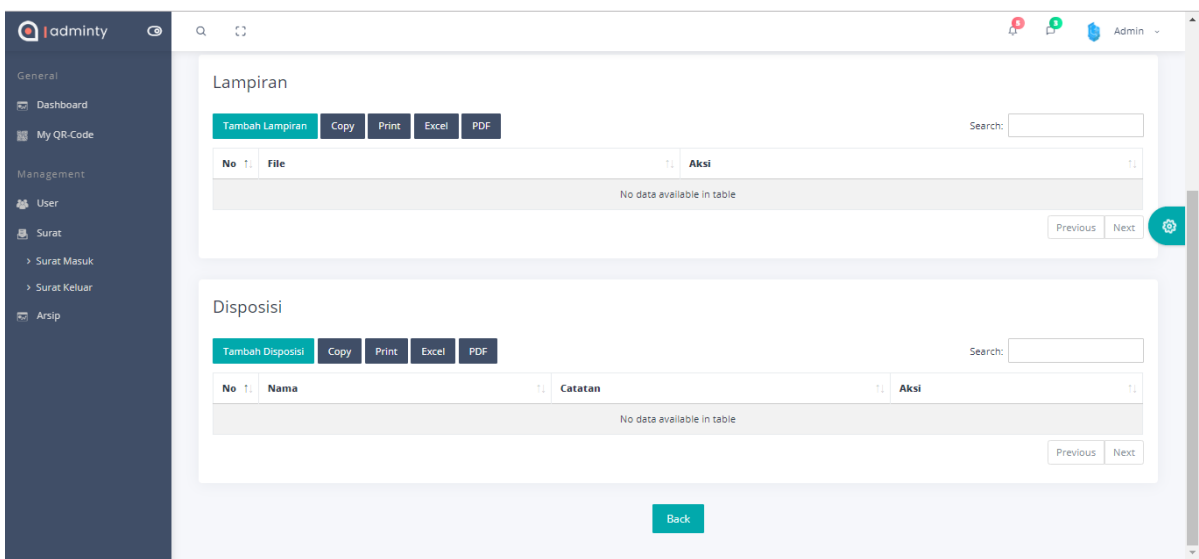 adminty
Admin
General
Dashboard
My QR-Code
Management
User
Surat
Surat Masuk
Surat Keluar
Arsip
Lampiran
Tambah Lampiran Copy Print Excel PDF Search:
No File Aksi
No data available in table
Previous Next
Disposisi
Tambah Disposisi Copy Print Excel PDF Search:
No Nama Catatan Aksi
No data available in table
Previous Next
Back